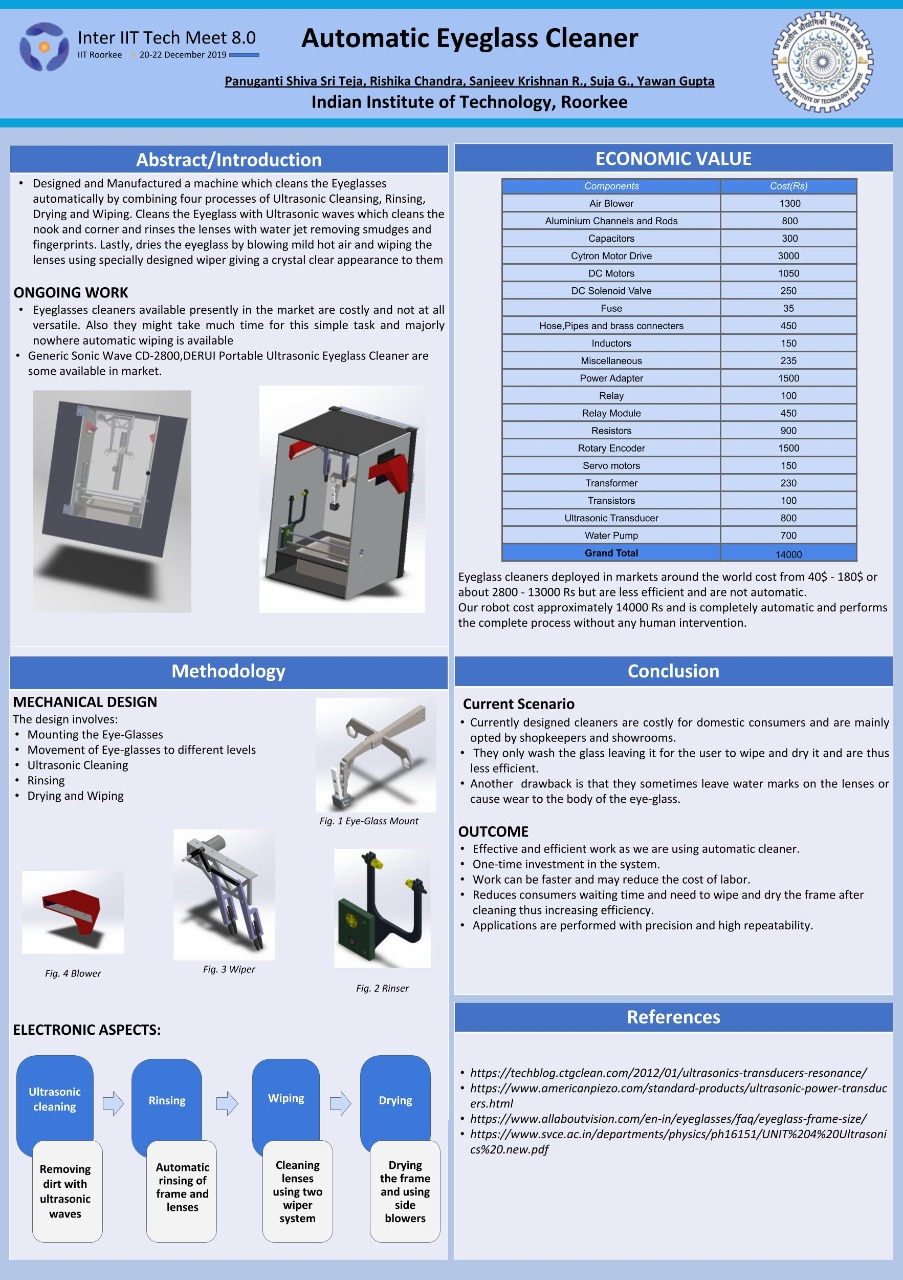 Inter IIT Tech Meet 8.0
IIT Roorkee 20-22 December 2019
Automatic Eyeglass Cleaner
Panuganti Shiva Sri Teja, Rishika Chandra, Sanjeev Krishnan R., Suja G., Yawan Gupta
Indian Institute of Technology, Roorkee
Abstract/Introduction
• Designed and Manufactured a machine which cleans the Eyeglasses
automatically by combining four processes of Ultrasonic Cleansing, Rinsing,
Drying and Wiping. Cleans the Eyeglass with Ultrasonic waves which cleans the
nook and corner and rinses the lenses with water jet removing smudges and
fingerprints. Lastly, dries the eyeglass by blowing mild hot air and wiping the
lenses using specially designed wiper giving a crystal clear appearance to them
ONGOING WORK
• Eyeglasses cleaners available presently in the market are costly and not at all
versatile. Also they might take much time for this simple task and majorly
nowhere automatic wiping is available
• Generic Sonic Wave CD-2800,DERUI Portable Ultrasonic Eyeglass Cleaner are
some available in market.
ECONOMIC VALUE
Components Cost(Rs)
Air Blower 1300
Aluminium Channels and Rods 800
Capacitors 300
Cytron Motor Drive 3000
DC Motors 1050
DC Solenoid Valve 250
Fuse 35
Hose,Pipes and brass connecters 450
Inductors 150
Miscellaneous 235
Power Adapter 1500
Relay 100
Relay Module 450
Resistors 900
Rotary Encoder 1500
Servo motors 150
Transformer 230
Transistors 100
Ultrasonic Transducer 800
Water Pump 700
Grand Total 14000
Eyeglass cleaners deployed in markets around the world cost from 40$ - 180$ or
about 2800 - 13000 Rs but are less efficient and are not automatic.
Our robot cost approximately 14000 Rs and is completely automatic and performs
the complete process without any human intervention.
Methodology
MECHANICAL DESIGN
The design involves:
• Mounting the Eye-Glasses
• Movement of Eye-glasses to different levels
• Ultrasonic Cleaning
• Rinsing
• Drying and Wiping
Fig. 1 Eye-Glass Mount
Fig. 4 Blower
Fig. 3 Wiper
Fig. 2 Rinser
ELECTRONIC ASPECTS:
Ultrasonic
cleaning
Rinsing
Wiping
Drying
Removing
dirt with
ultrasonic
waves
Automatic
rinsing of
frame and
lenses
Cleaning
lenses
using two
wiper
system
Drying
the frame
and using
side
blowers
Conclusion
Current Scenario
• Currently designed cleaners are costly for domestic consumers and are mainly
opted by shopkeepers and showrooms.
• They only wash the glass leaving it for the user to wipe and dry it and are thus
less efficient.
• Another drawback is that they sometimes leave water marks on the lenses or
cause wear to the body of the eye-glass.
OUTCOME
• Effective and efficient work as we are using automatic cleaner.
• One-time investment in the system.
• Work can be faster and may reduce the cost of labor.
• Reduces consumers waiting time and need to wipe and dry the frame after
cleaning thus increasing efficiency.
• Applications are performed with precision and high repeatability.
References
• https://techblog.ctgclean.com/2012/01/ultrasonics-transducers-resonance/
• https://www.americanpiezo.com/standard-products/ultrasonic-power-transduc
ers.html
• https://www.allaboutvision.com/en-in/eyeglasses/faq/eyeglass-frame-size/
• https://www.svce.ac.in/departments/physics/ph16151/UNIT%204%20Ultrasoni
cs%20.new.pdf